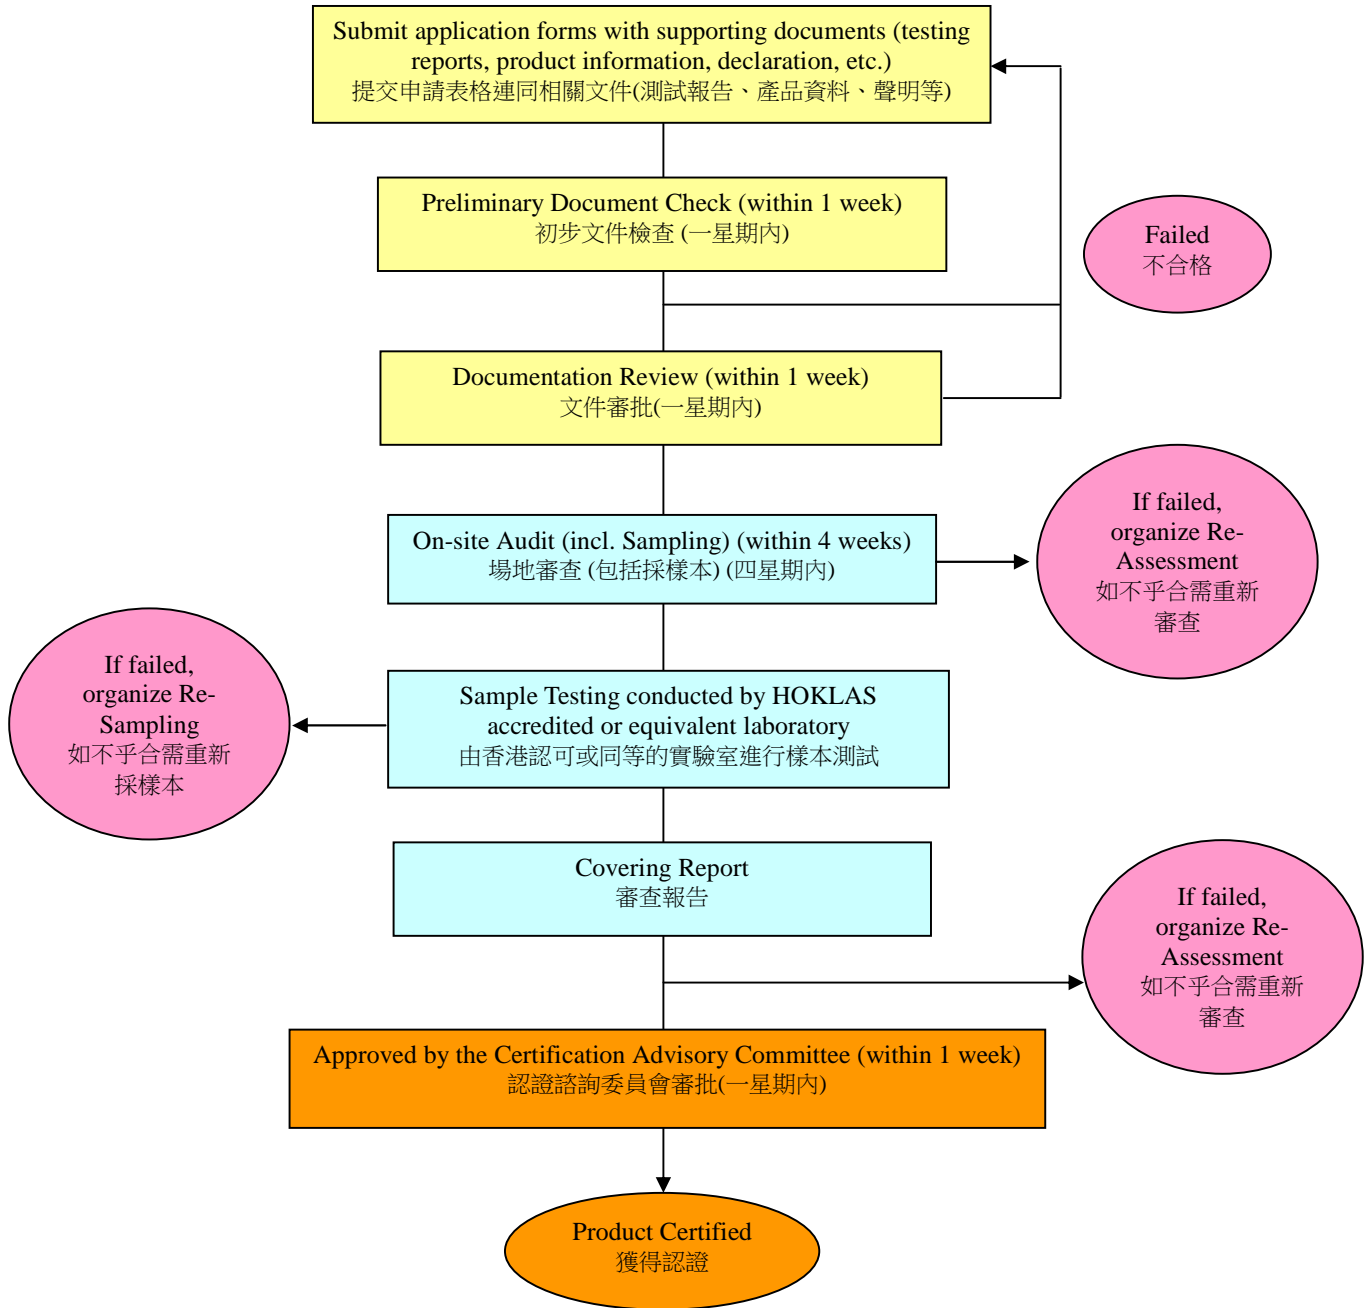 Submit application forms with supporting documents (testing
reports, product information, declaration, etc.)
提交申請表格連同相關文件(測試報告、產品資料、聲明等)
Preliminary Document Check (within 1 week)
初步文件檢查 (一星期內)
Failed
不合格
Documentation Review (within 1 week)
文件審批(一星期內)
On-site Audit (incl. Sampling) (within 4 weeks)
場地審查 (包括採樣本) (四星期內)
If failed,
organize Re-
Assessment
如不乎合需重新
審查
Sample Testing conducted by HOKLAS
accredited or equivalent laboratory
由香港認可或同等的實驗室進行樣本測試
If failed,
organize Re-
Sampling
如不乎合需重新
採樣本
Covering Report
審查報告
If failed,
organize Re-
Assessment
如不乎合需重新
審查
Approved by the Certification Advisory Committee (within 1 week)
認證諮詢委員會審批(一星期內)
Product Certified
獲得認證